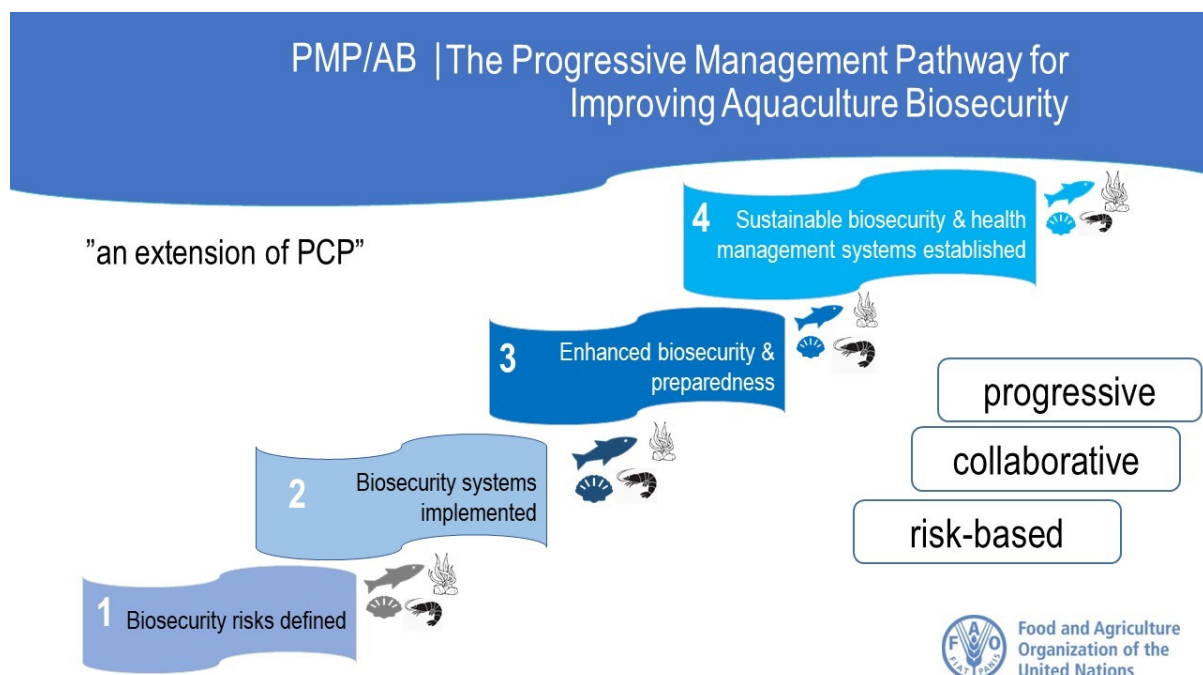 PMP/AB | The Progressive Management Pathway for
Improving Aquaculture Biosecurity
”an extension of PCP”
4 Sustainable biosecurity & health
management systems established
3 Enhanced biosecurity &
preparedness
2 Biosecurity systems
implemented
1 Biosecurity risks defined
progressive
collaborative
risk-based
F A O
FIAT PANIS
Food and Agriculture
Organization of the
United Nations